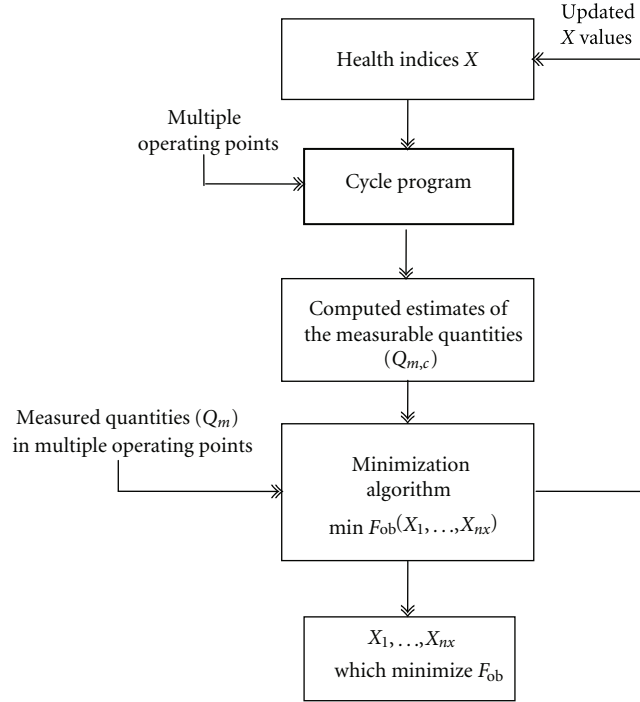 Updated
X values
Health indices X
Multiple
operating points
Cycle program
Computed estimates of
the measurable quantities
(Qm,c)
Measured quantities (Qm)
in multiple operating points
Minimization
algorithm
min Fob(X1,...,Xnx)
X1,...,Xnx
which minimize Fob